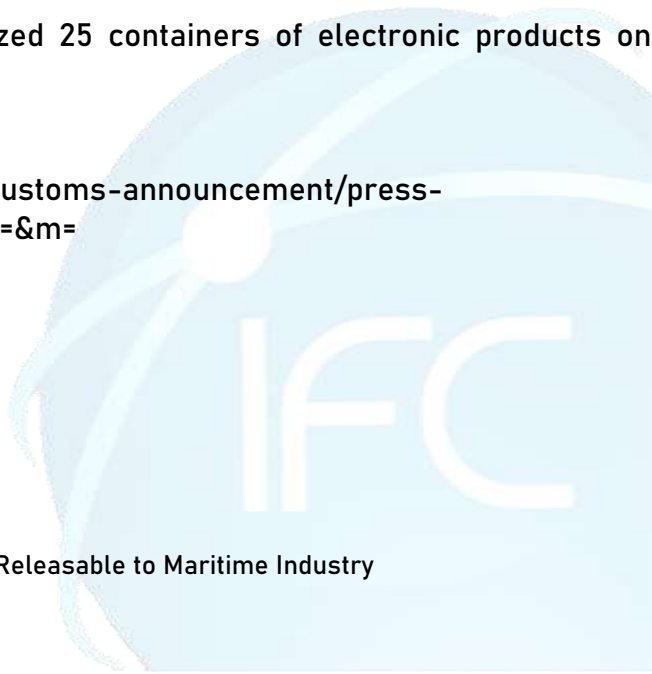 zed 25 containers of electronic products on
ustoms-announcement/press-
=&m=
IFC
Releasable to Maritime Industry